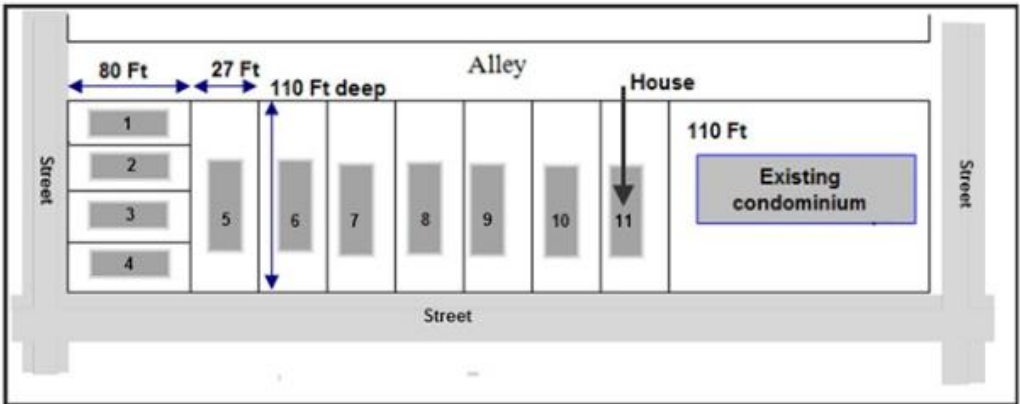 Alley
80 Ft
27 Ft
110 Ft deep
House
110 Ft
Existing
condominium
1
2
3
4
5
6
7
8
9
10
11
Street
Street
Street